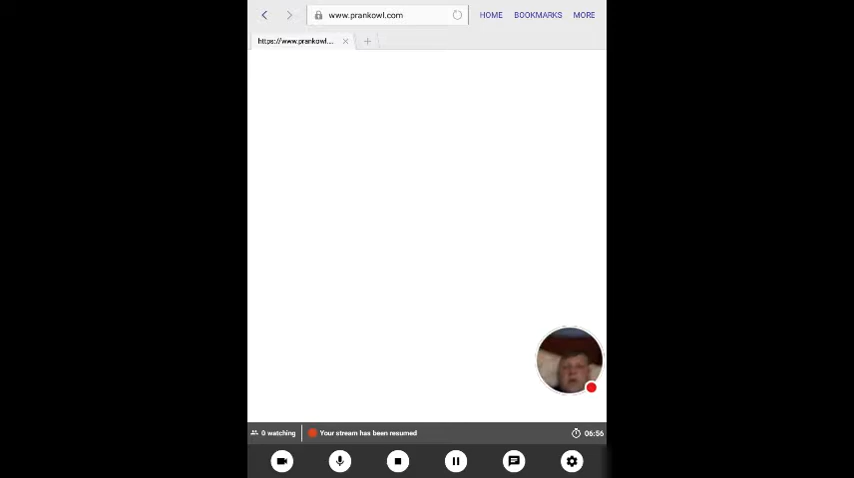 www.prankowl.com
HOME
BOOKMARKS
MORE
https://www.prankowl...
0 watching
Your stream has been resumed
06:56